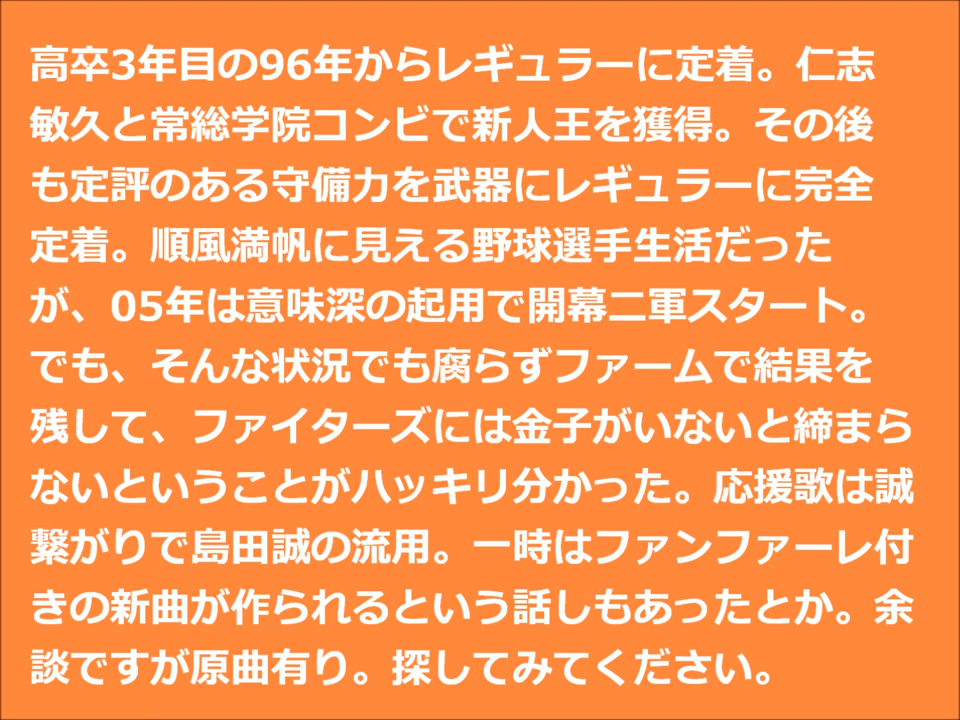 高卒3年目の96年からレギュラーに定着。仁志
敏久と常総学院コンビで新人王を獲得。その後
も定評のある守備力を武器にレギュラーに完全
定着。順風満帆に見える野球選手生活だった
が、05年は意味深の起用で開幕二軍スタート。
でも、そんな状況でも腐らずファームで結果を
残して、ファイターズには金子がいないと締まら
ないということがハッキリ分かった。応援歌は誠
繋がりで島田誠の流用。一時はファンファーレ付
きの新曲が作られるという話しもあったとか。余
談ですが原曲有り。探してみてください。